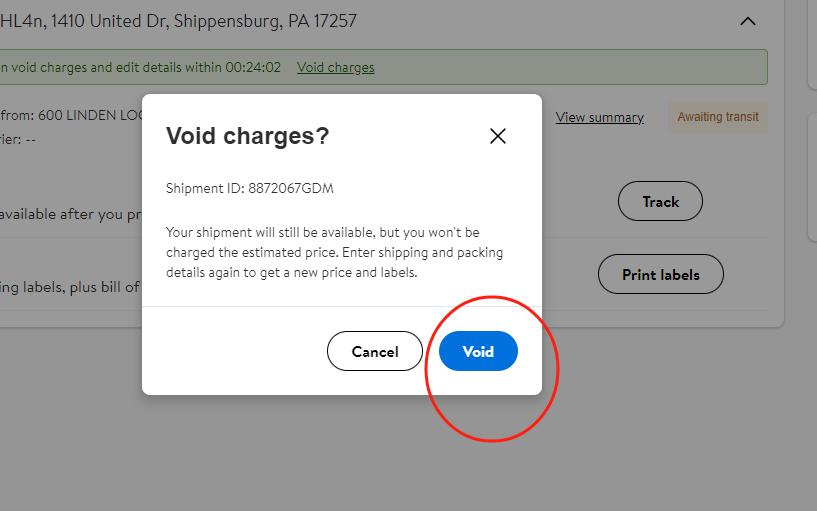 HL4n, 1410 United Dr, Shippensburg, PA 17257
n void charges and edit details within 00:24:02 Void charges
from: 600 LINDEN LO
View summary
Awaiting transit
ier: --
Void charges?
Shipment ID: 8872067GDM
Track
available after you pr
Your shipment will still be available, but you won't be
charged the estimated price. Enter shipping and packing
details again to get a new price and labels.
Print labels
ng labels, plus bill of
Cancel
Void